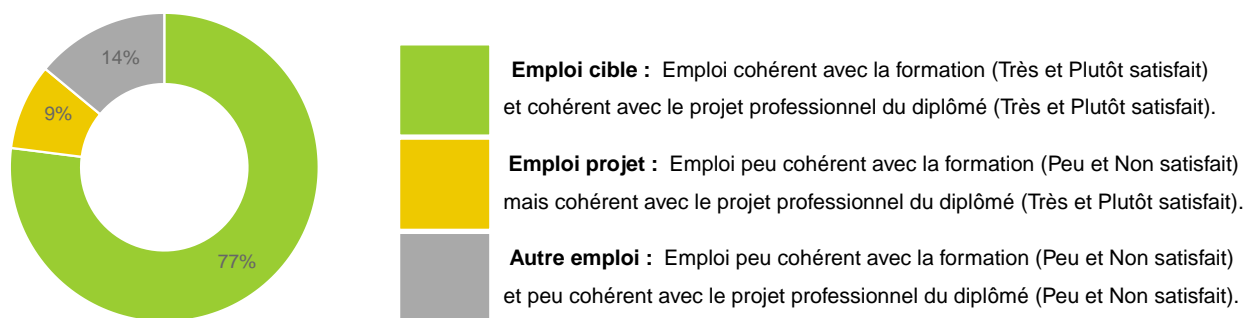 14%
9%
77%
Emploi cible : Emploi cohérent avec la formation (Très et Plutôt satisfait)
et cohérent avec le projet professionnel du diplômé (Très et Plutôt satisfait).
Emploi projet : Emploi peu cohérent avec la formation (Peu et Non satisfait)
mais cohérent avec le projet professionnel du diplômé (Très et Plutôt satisfait).
Autre emploi : Emploi peu cohérent avec la formation (Peu et Non satisfait)
et peu cohérent avec le projet professionnel du diplômé (Peu et Non satisfait).